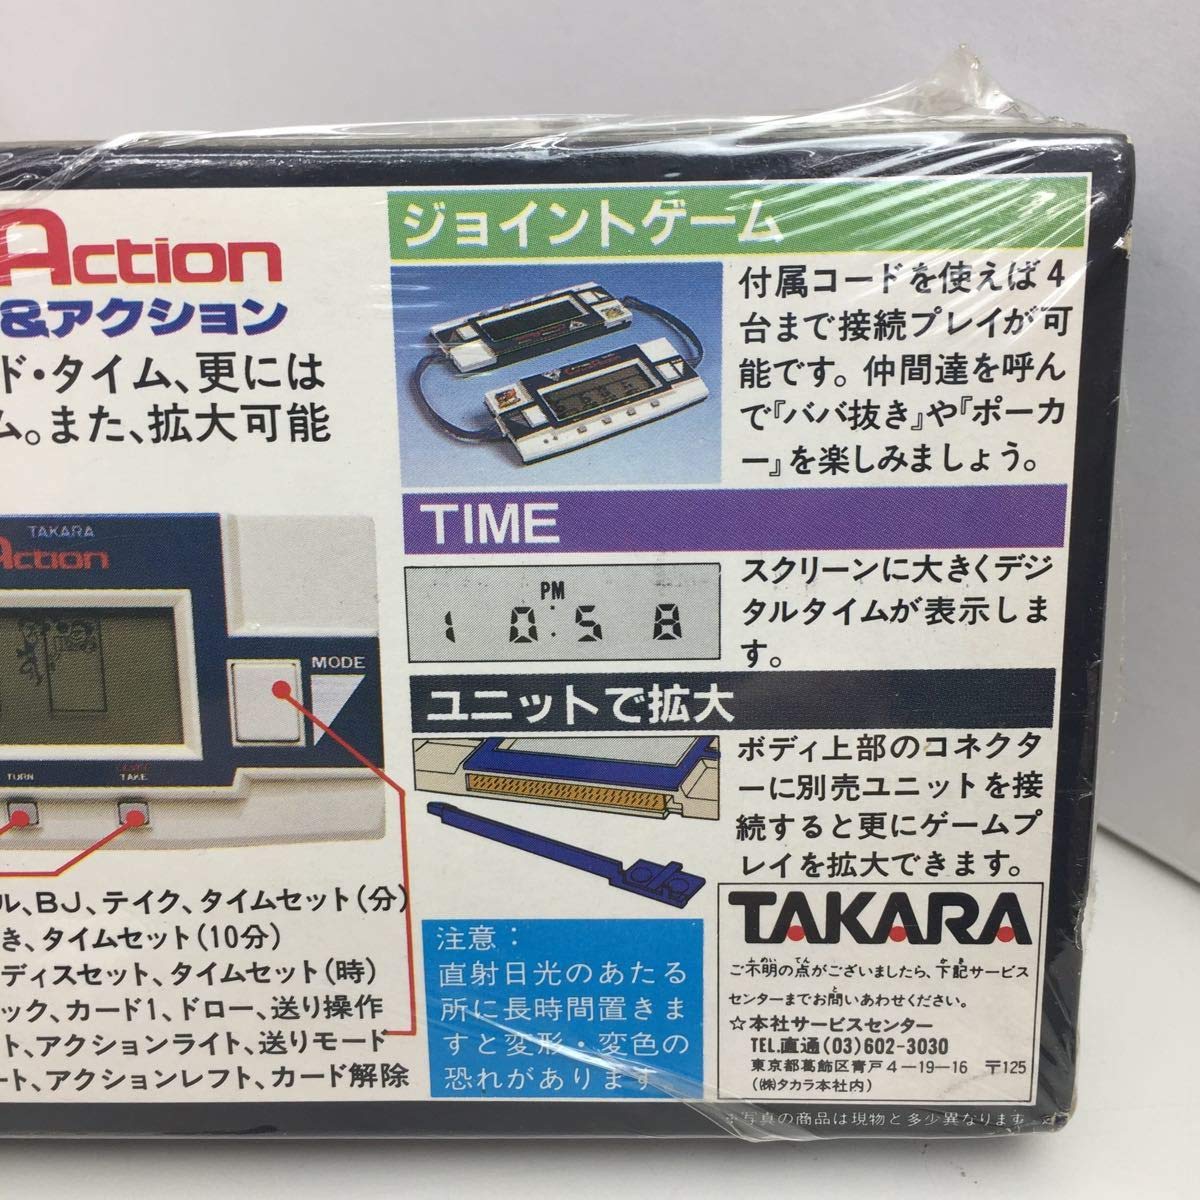 Action
&アクション
ド・タイム、更には
ム。また、拡大可能
TAKARA
Action
MODE
TURN
TAKE
ル、BJ、テイク、タイムセット(分)
き、タイムセット(10分)
ディスセット、タイムセット(時)
ック、カード1、ドロー、送り操作
ト、アクションライト、送りモード
ート、アクションレフト、カード解除
ジョイントゲーム
付属コードを使えば4
台まで接続プレイが可
能です。仲間達を呼ん
で『ババ抜き』や『ポーカ
ー』を楽しみましょう。
TIME
PM
10:58
スクリーンに大きくデジ
タルタイムが表示しま
す。
ユニットで拡大
ボディ上部のコネクタ
ーに別売ユニットを接
続すると更にゲームプ
レイを拡大できます。
注意：
直射日光のあたる
所に長時間置きま
すと変形・変色の
恐れがあります
TAKARA
ご不明の点がございましたら、下記サービス
センターまでお問いあわせください。
☆本社サービスセンター
TEL.直通(03)602-3030
東京都葛飾区青戸4-19-16 〒125
(㈱タカラ本社内)
※写真の商品は現物と多少異なります